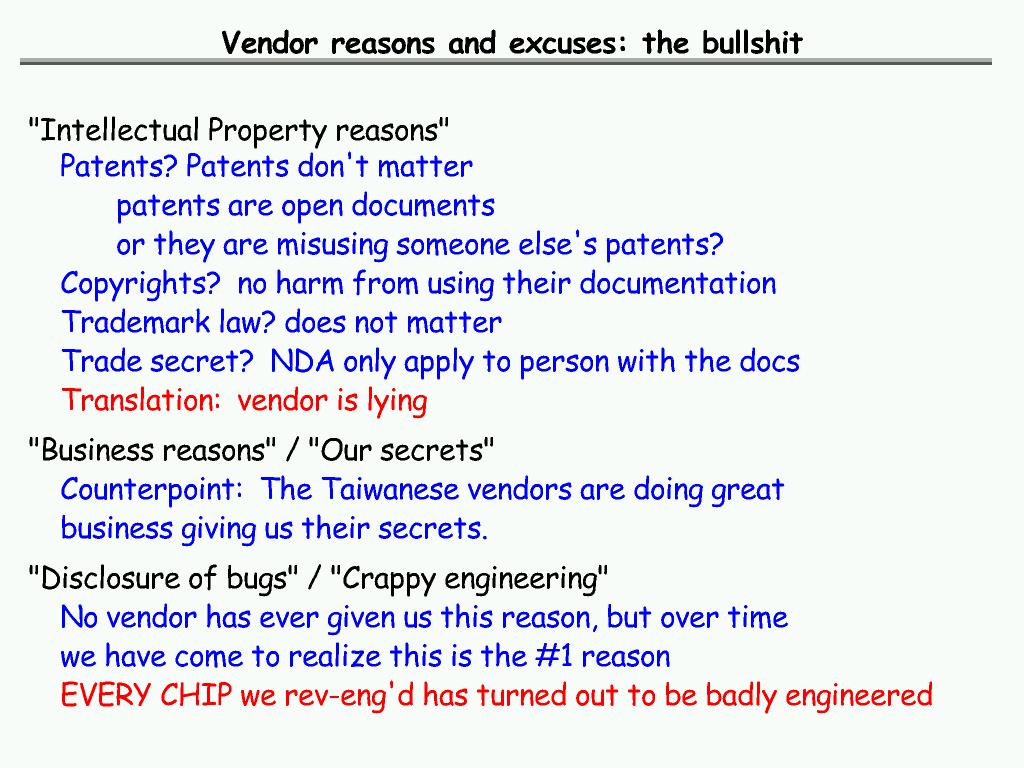 Vendor reasons and excuses: the bullshit
"Intellectual Property reasons"
Patents? Patents don't matter
patents are open documents
or they are misusing someone else's patents?
Copyrights?  no harm from using their documentation
Trademark law? does not matter
Trade secret?  NDA only apply to person with the docs
Translation:  vendor is lying
"Business reasons" / "Our secrets"
Counterpoint:  The Taiwanese vendors are doing great
business giving us their secrets.
"Disclosure of bugs" / "Crappy engineering"
No vendor has ever given us this reason, but over time
we have come to realize this is the #1 reason
EVERY CHIP we rev-eng'd has turned out to be badly engineered